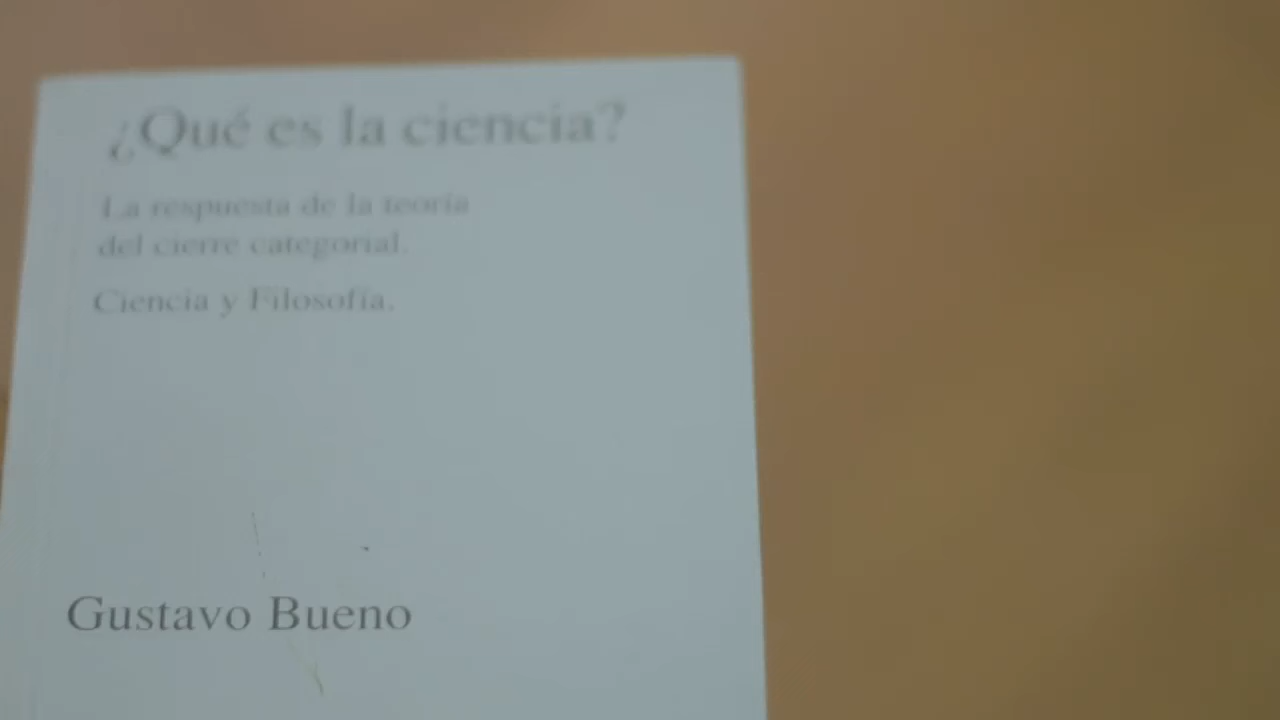 ¿Qué es la ciencia?
La respuesta de la teoría
del cierre categorial.
Ciencia y Filosofía.
Gustavo Bueno